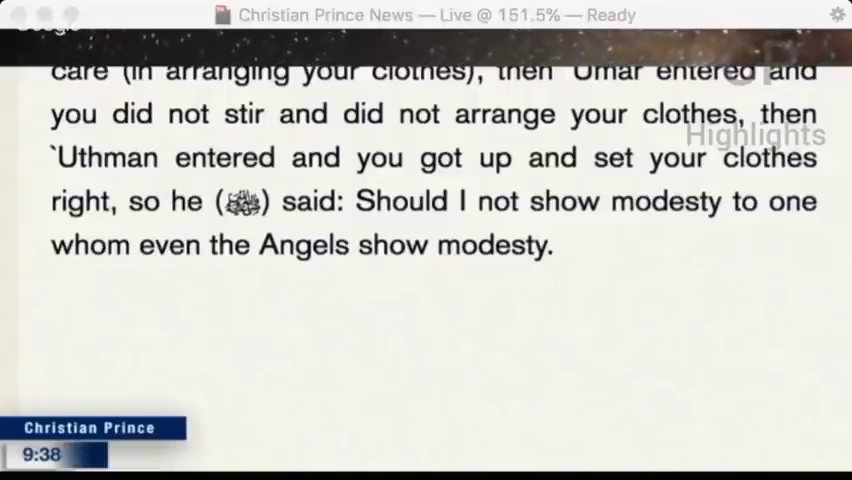 Christian Prince News — Live @ 151.5% — Ready
Google
care (in arranging your clothes), then `Umar entered and
you did not stir and did not arrange your clothes, then
Highlights
`Uthman entered and you got up and set your clothes
right, so he (ﷺ) said: Should I not show modesty to one
whom even the Angels show modesty.
Christian Prince
9:38